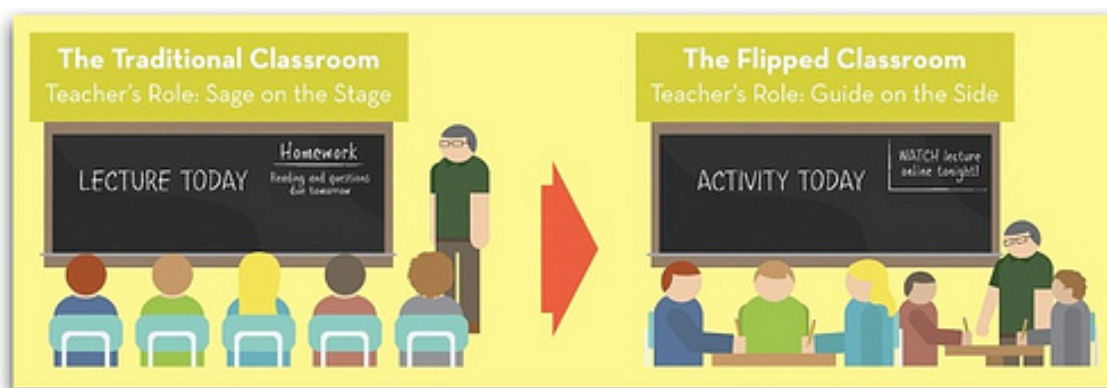 The Traditional Classroom
Teacher's Role: Sage on the Stage
LECTURE TODAY
Homework
Reading and questions
due tomorrow
The Flipped Classroom
Teacher's Role: Guide on the Side
ACTIVITY TODAY
WATCH lecture
online tonight!